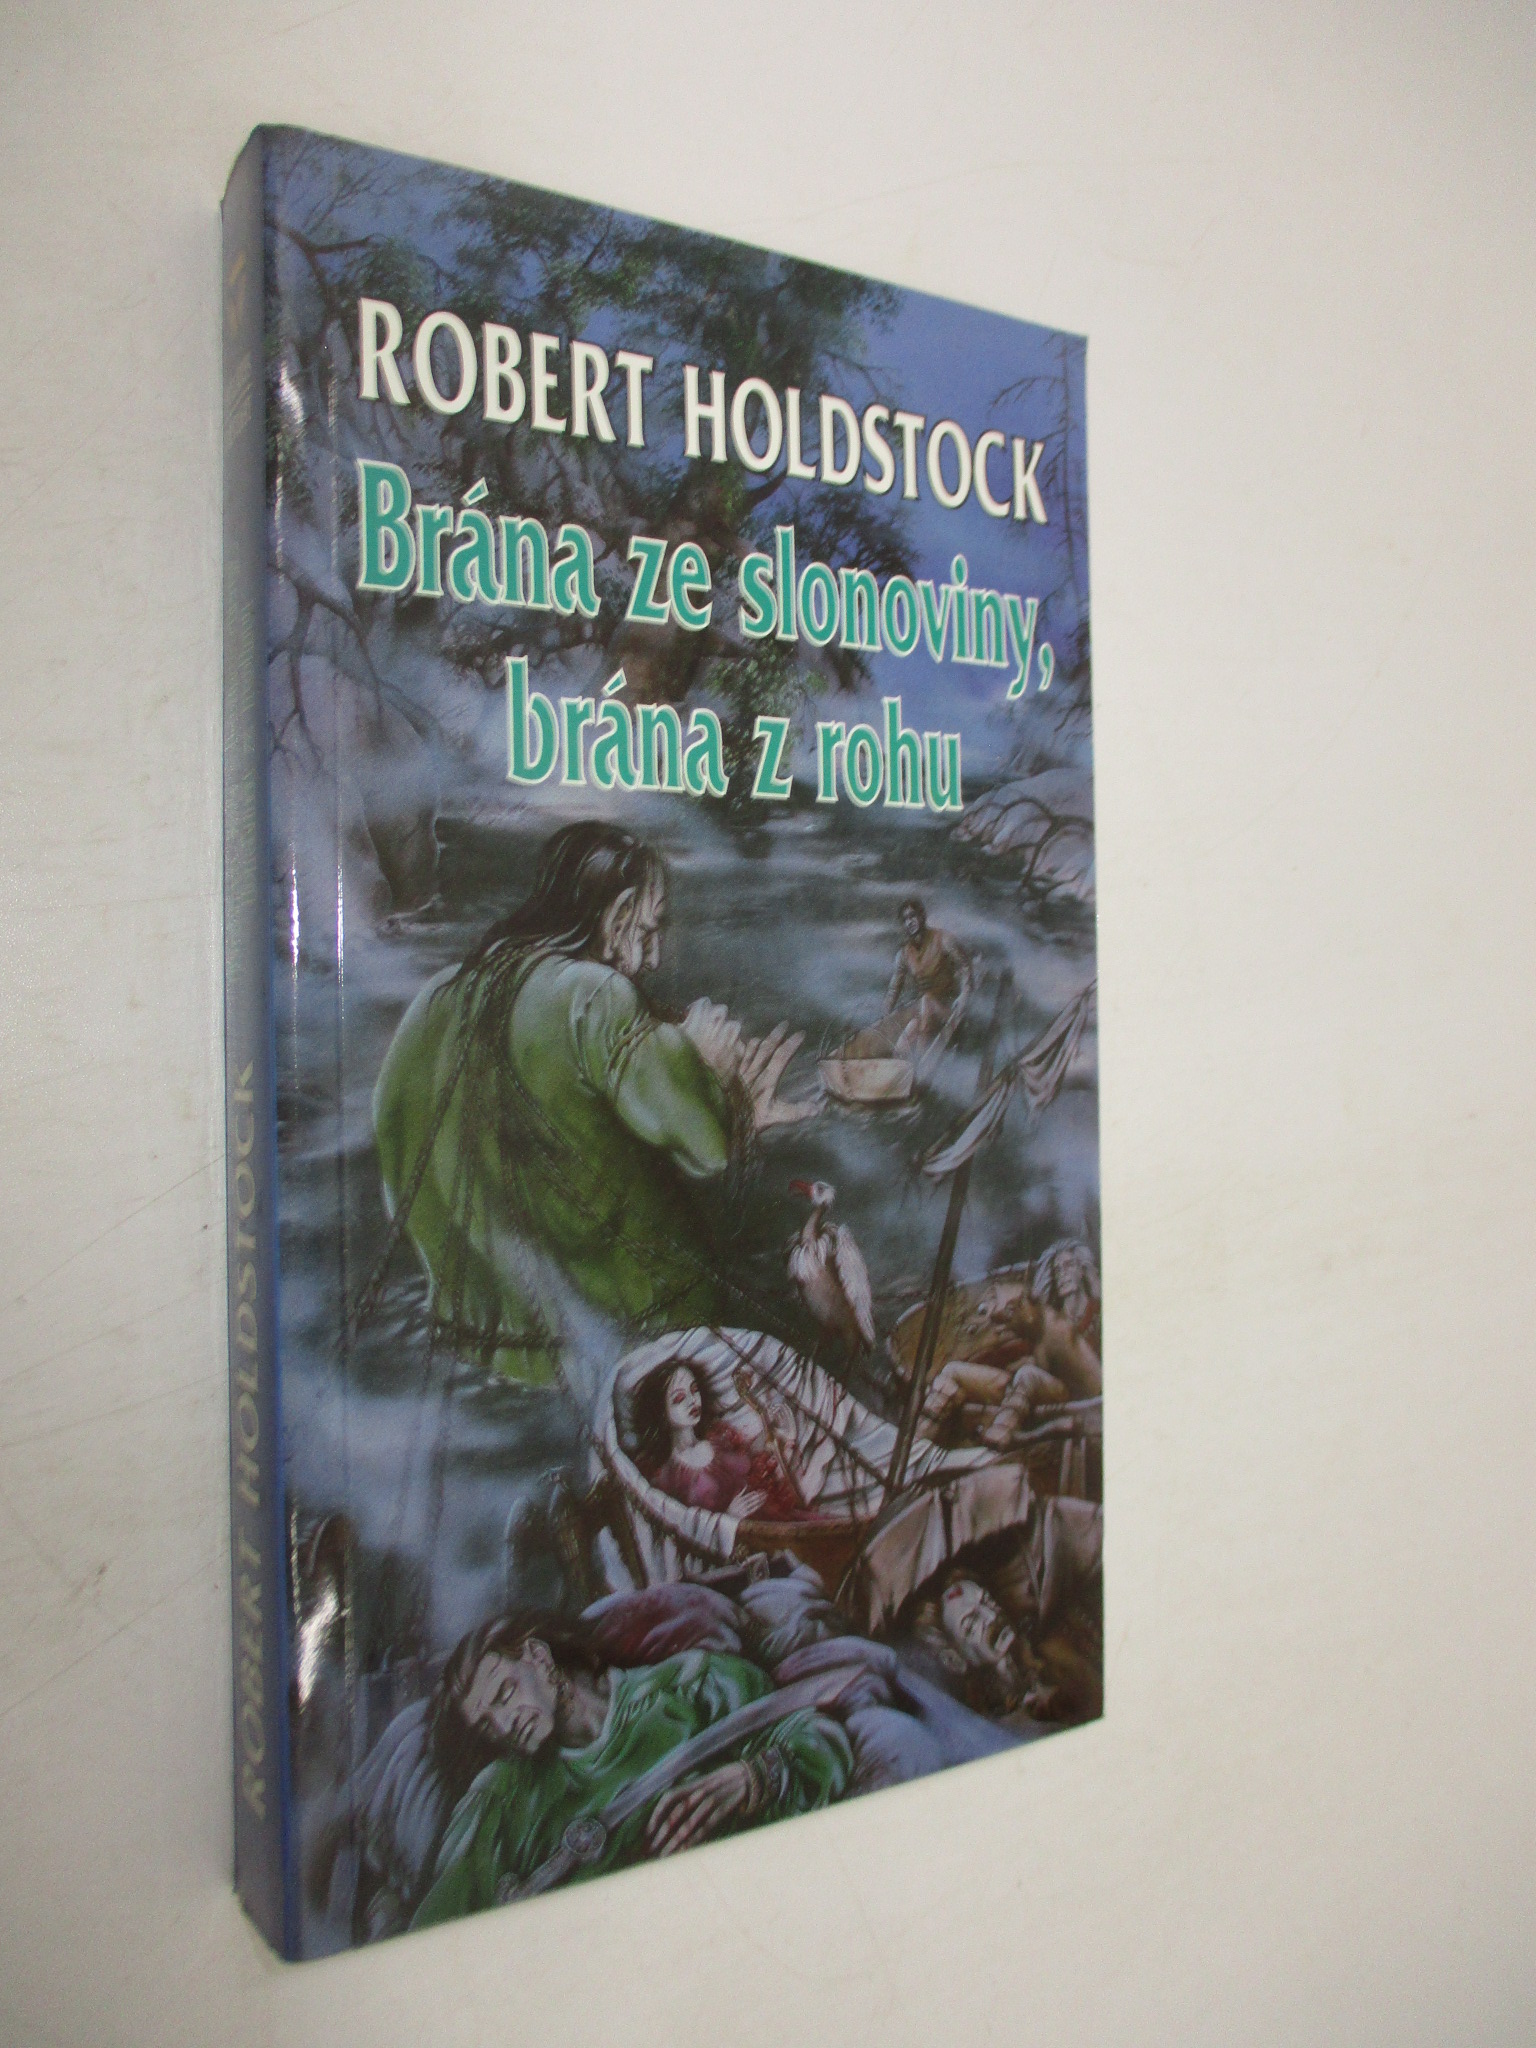 ROBERT HOLDSTOCK
Brána ze slonoviny,
brána z rohu
ROBERT HOLDSTOCK